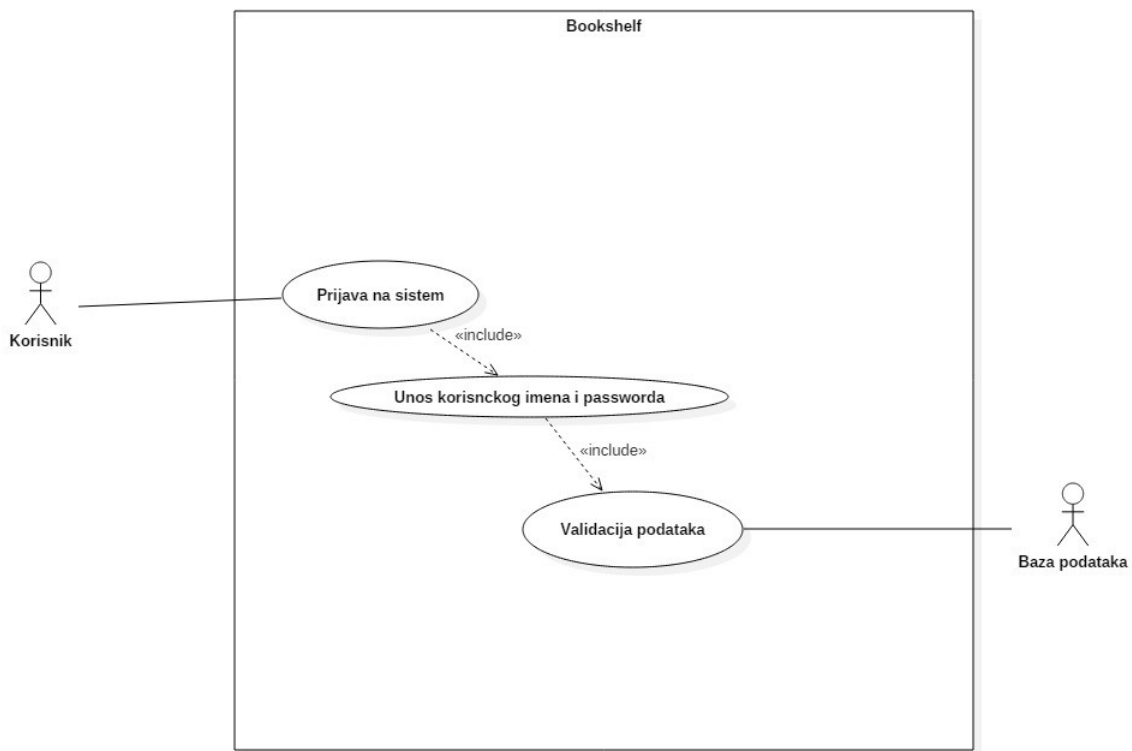 Bookshelf
Prijava na sistem
Korisnik
«include»
Unos korisnckog imena i passworda
«include»
Validacija podataka
Baza podataka